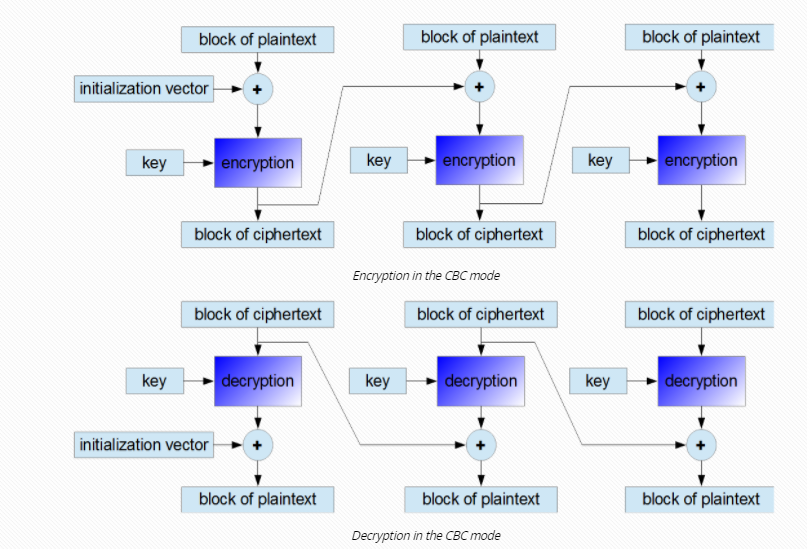 block of plaintext block of plaintext block of plaintext
initialization vector + + +
key encryption key encryption key encryption
block of ciphertext block of ciphertext block of ciphertext
Encryption in the CBC mode
block of ciphertext block of ciphertext block of ciphertext
key decryption key decryption key decryption
initialization vector + + +
block of plaintext block of plaintext block of plaintext
Decryption in the CBC mode